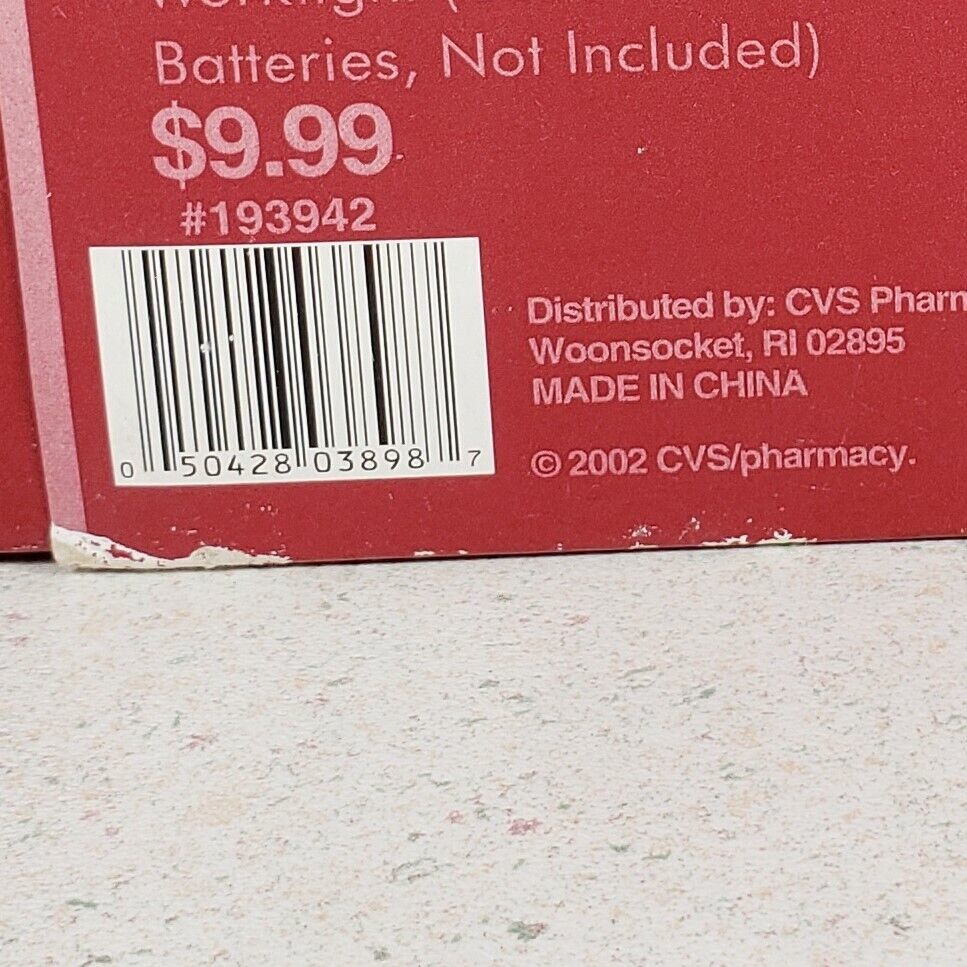 Batteries, Not Included)
$9.99
#193942
0 50428 03898 7
Distributed by: CVS Pharm
Woonsocket, RI 02895
MADE IN CHINA
© 2002 CVS/pharmacy.